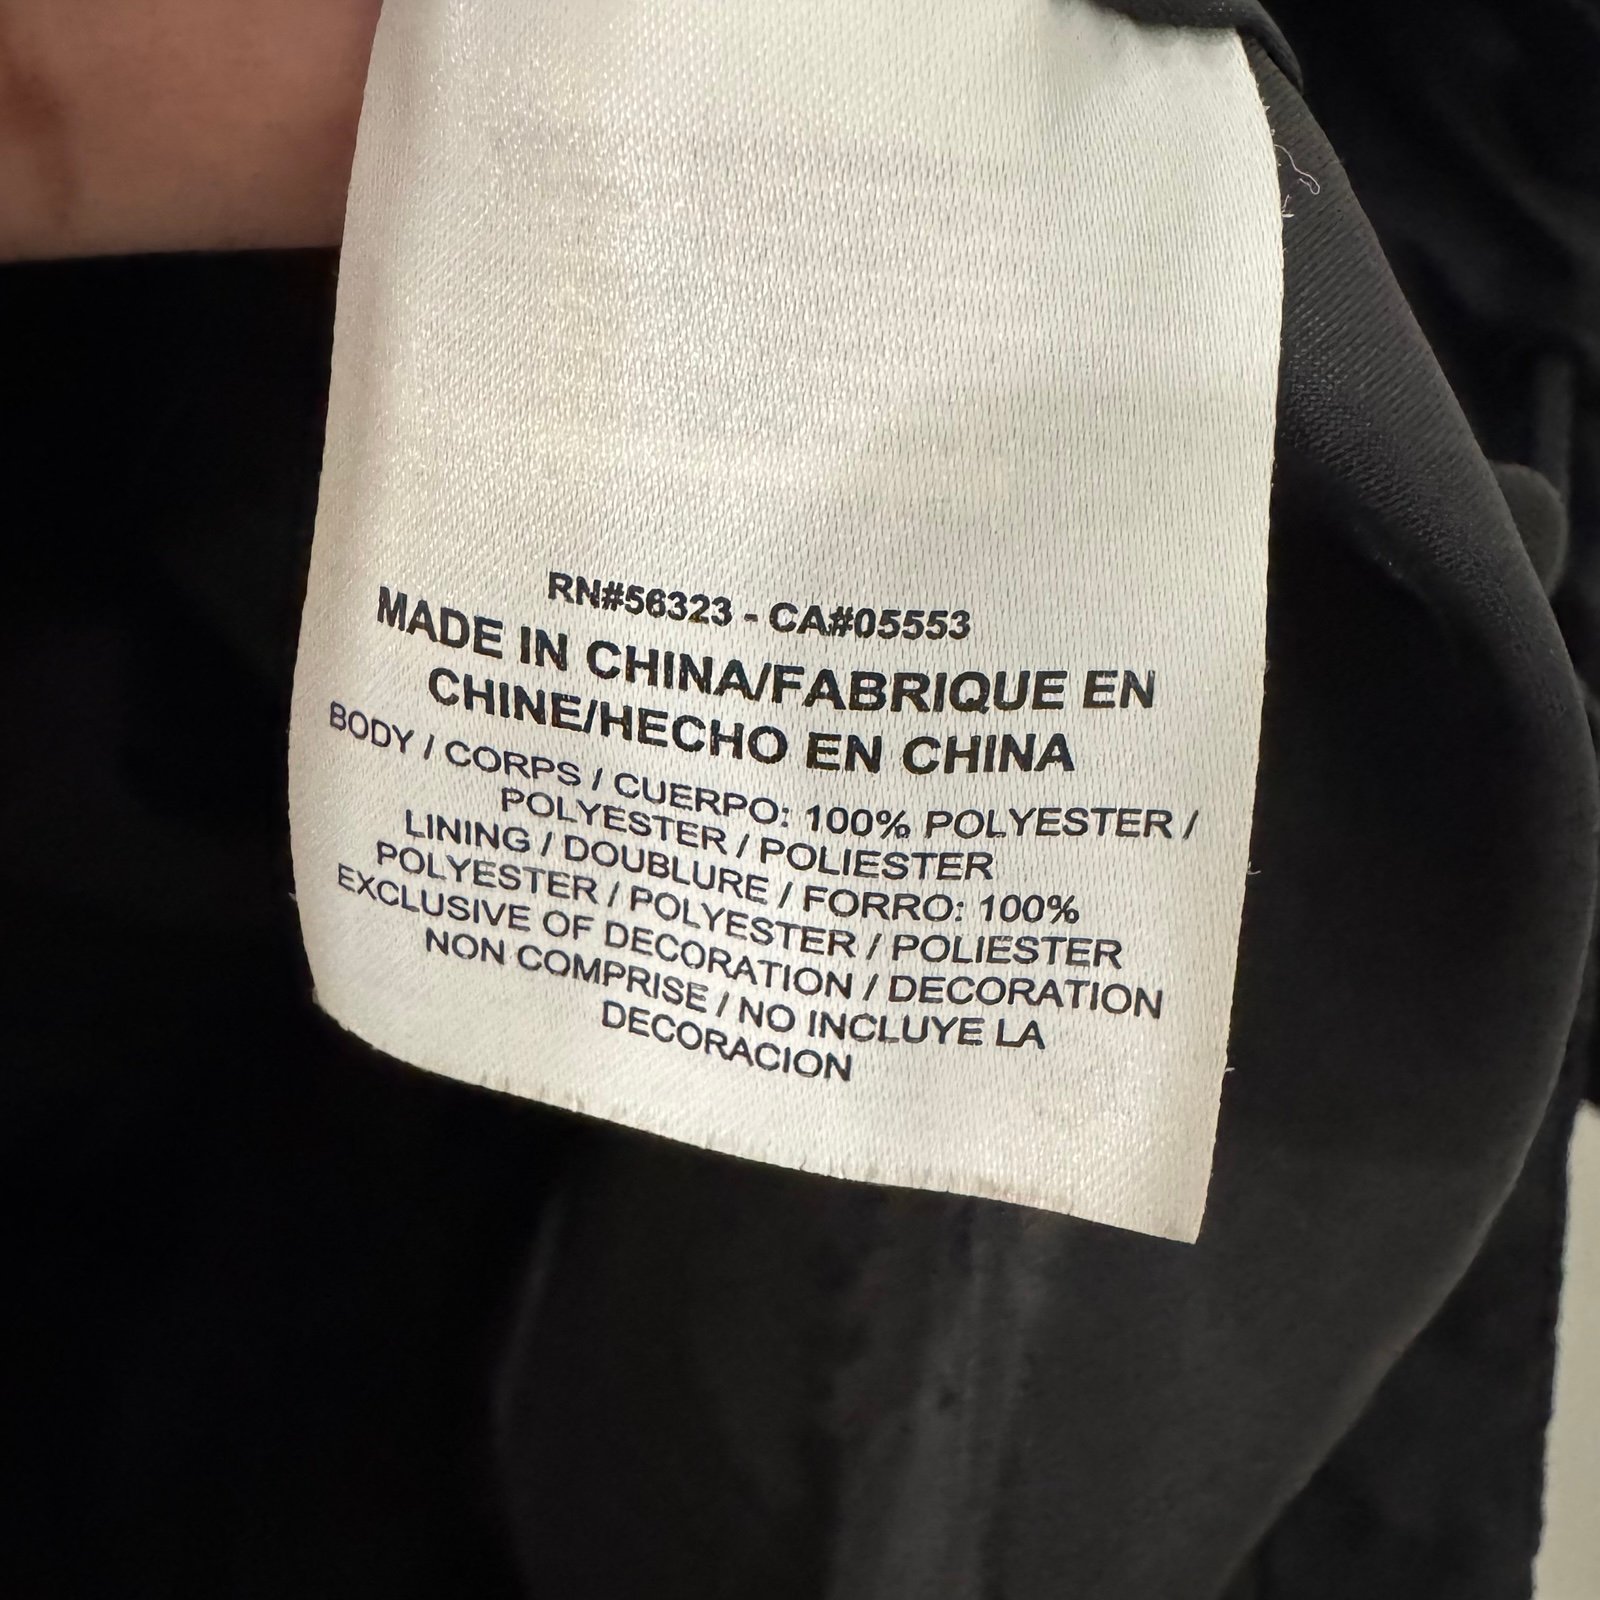 RN#56323 - CA#05553
MADE IN CHINA/FABRIQUE EN
CHINE/HECHO EN CHINA
BODY / CORPS / CUERPO: 100% POLYESTER /
POLYESTER / POLIESTER
LINING / DOUBLURE / FORRO: 100%
POLYESTER / POLYESTER / POLIESTER
EXCLUSIVE OF DECORATION / DECORATION
NON COMPRISE / NO INCLUYE LA
DECORACION